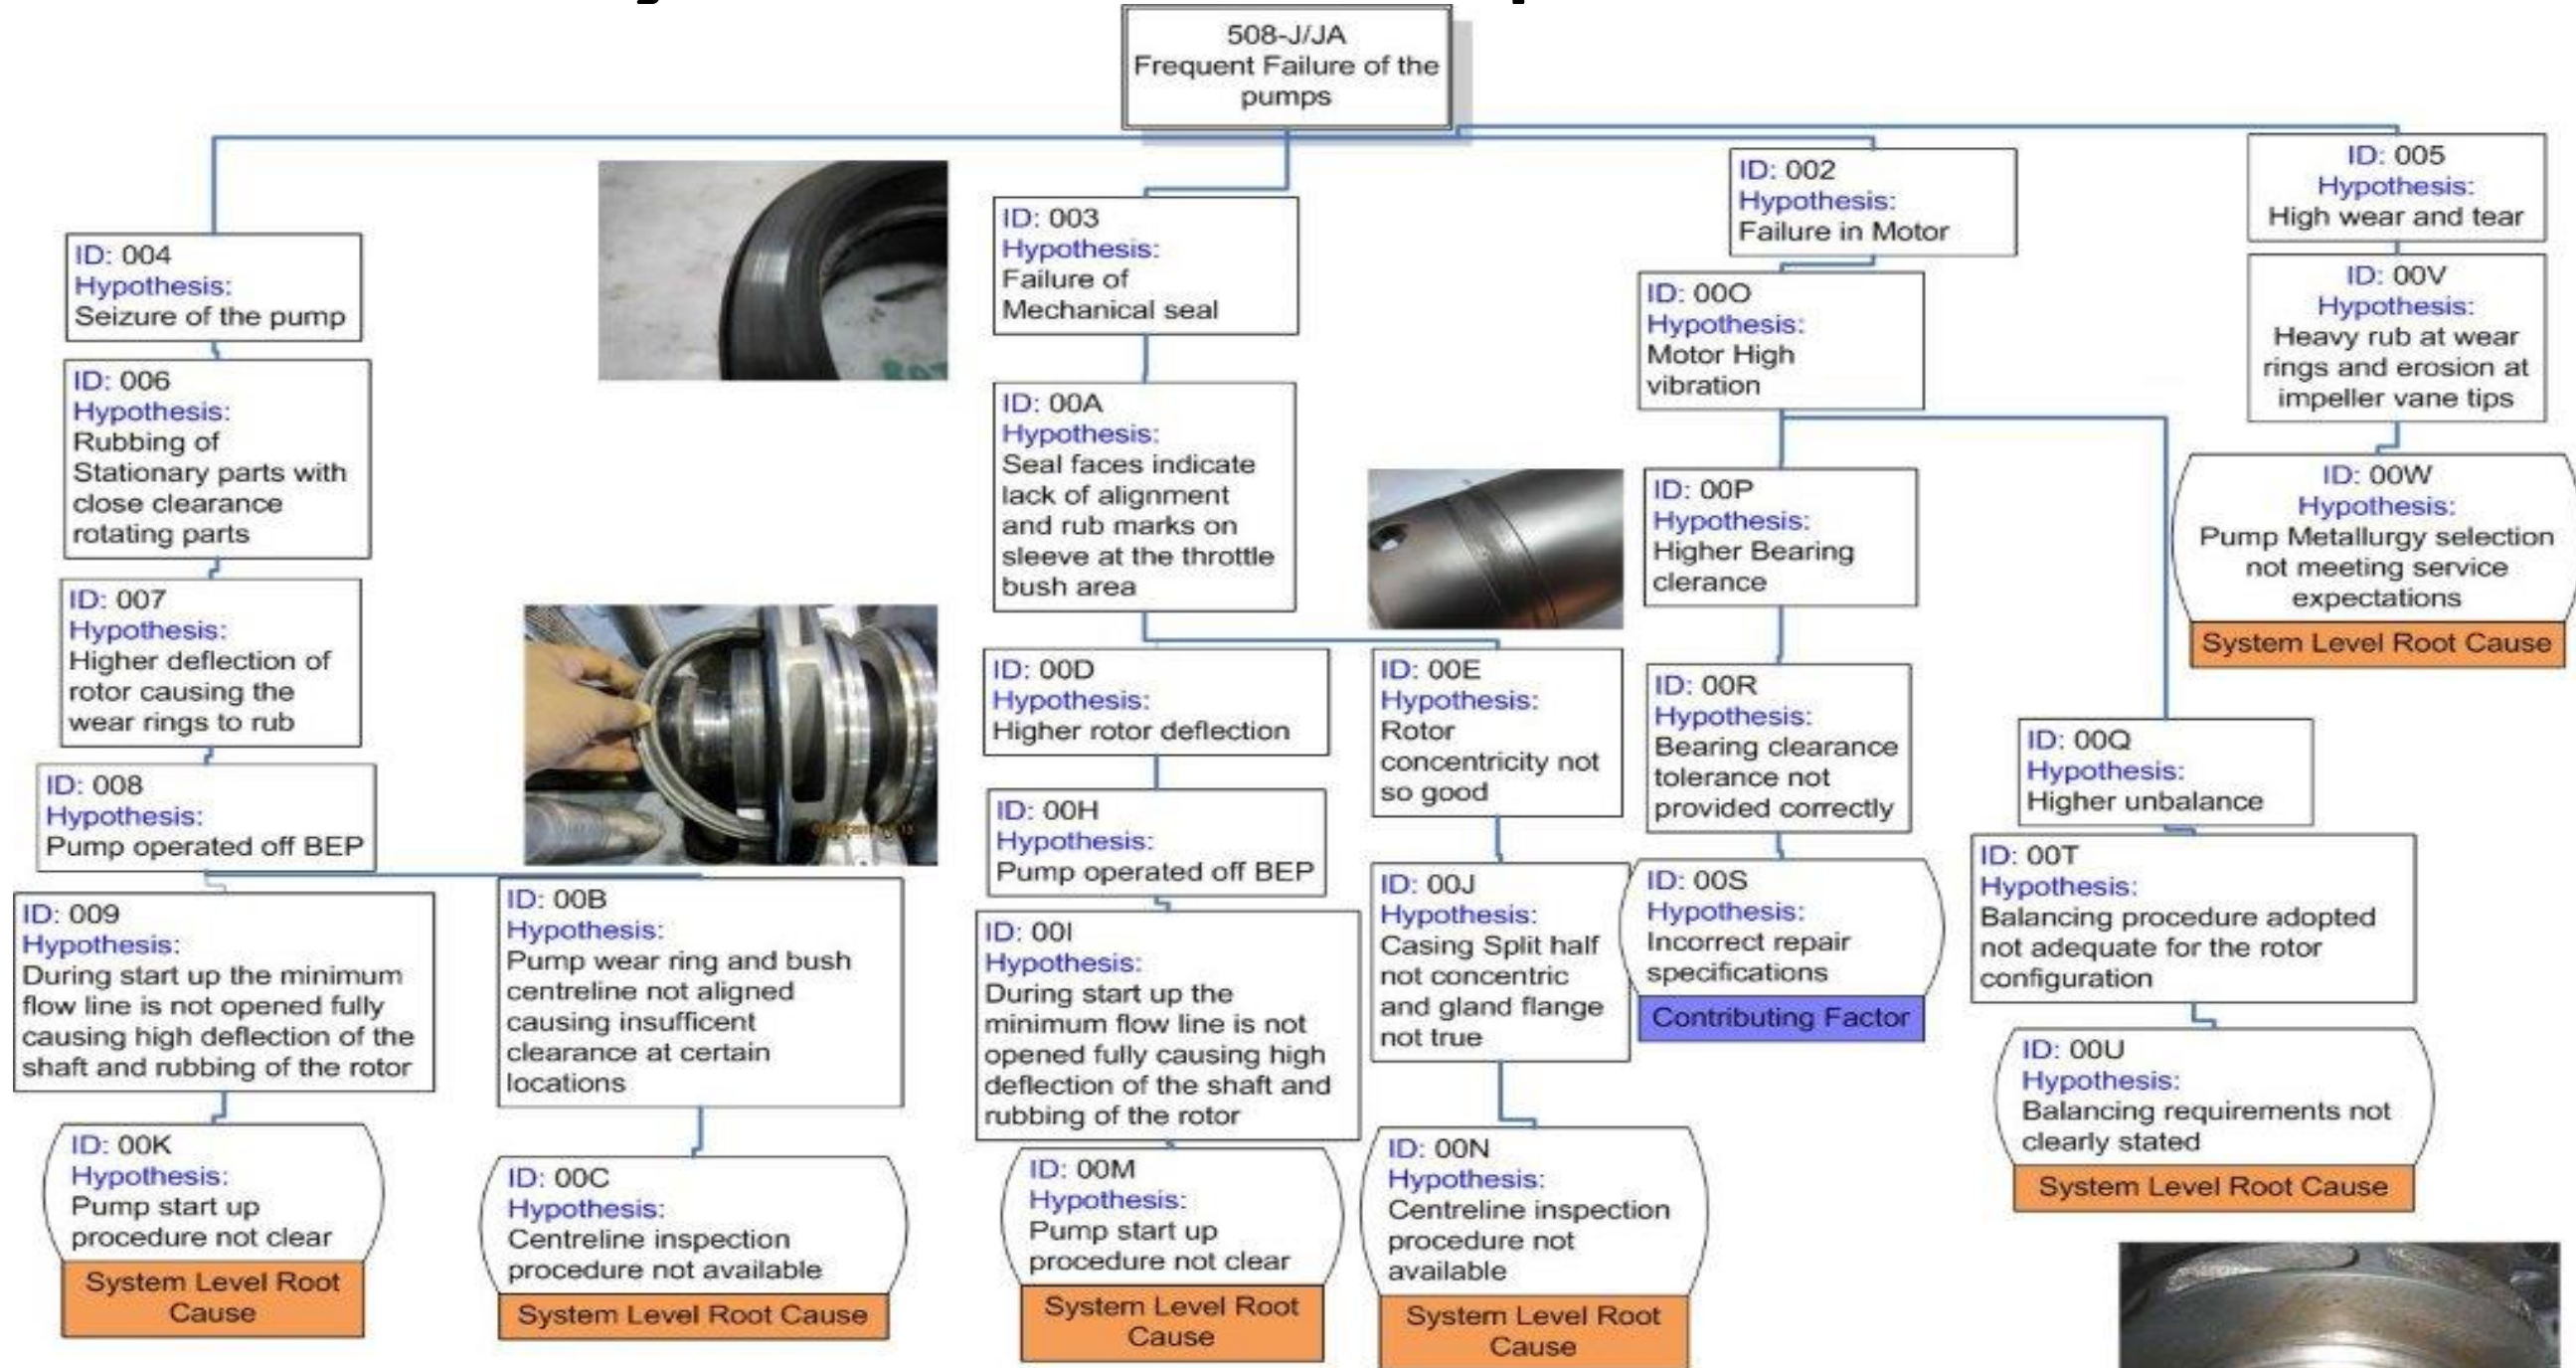 508-J/JA
Frequent Failure of the
pumps
ID: 004
Hypothesis:
Seizure of the pump
ID: 006
Hypothesis:
Rubbing of
Stationary parts with
close clearance
rotating parts
ID: 007
Hypothesis:
Higher deflection of
rotor causing the
wear rings to rub
ID: 008
Hypothesis:
Pump operated off BEP
ID: 009
Hypothesis:
During start up the minimum
flow line is not opened fully
causing high deflection of the
shaft and rubbing of the rotor
ID: 00K
Hypothesis:
Pump start up
procedure not clear
System Level Root
Cause
ID: 00B
Hypothesis:
Pump wear ring and bush
centreline not aligned
causing insufficent
clearance at certain
locations
ID: 00C
Hypothesis:
Centreline inspection
procedure not available
System Level Root Cause
ID: 003
Hypothesis:
Failure of
Mechanical seal
ID: 00A
Hypothesis:
Seal faces indicate
lack of alignment
and rub marks on
sleeve at the throttle
bush area
ID: 00D
Hypothesis:
Higher rotor deflection
ID: 00H
Hypothesis:
Pump operated off BEP
ID: 00I
Hypothesis:
During start up the
minimum flow line is not
opened fully causing high
deflection of the shaft and
rubbing of the rotor
ID: 00M
Hypothesis:
Pump start up
procedure not clear
System Level Root
Cause
ID: 00E
Hypothesis:
Rotor
concentricity not
so good
ID: 00J
Hypothesis:
Casing Split half
not concentric
and gland flange
not true
ID: 00N
Hypothesis:
Centreline inspection
procedure not
available
System Level Root
Cause
ID: 002
Hypothesis:
Failure in Motor
ID: 00O
Hypothesis:
Motor High
vibration
ID: 00P
Hypothesis:
Higher Bearing
clerance
ID: 00R
Hypothesis:
Bearing clearance
tolerance not
provided correctly
ID: 00S
Hypothesis:
Incorrect repair
specifications
Contributing Factor
ID: 00Q
Hypothesis:
Higher unbalance
ID: 00T
Hypothesis:
Balancing procedure adopted
not adequate for the rotor
configuration
ID: 00U
Hypothesis:
Balancing requirements not
clearly stated
System Level Root Cause
ID: 005
Hypothesis:
High wear and tear
ID: 00V
Hypothesis:
Heavy rub at wear
rings and erosion at
impeller vane tips
ID: 00W
Hypothesis:
Pump Metallurgy selection
not meeting service
expectations
System Level Root Cause